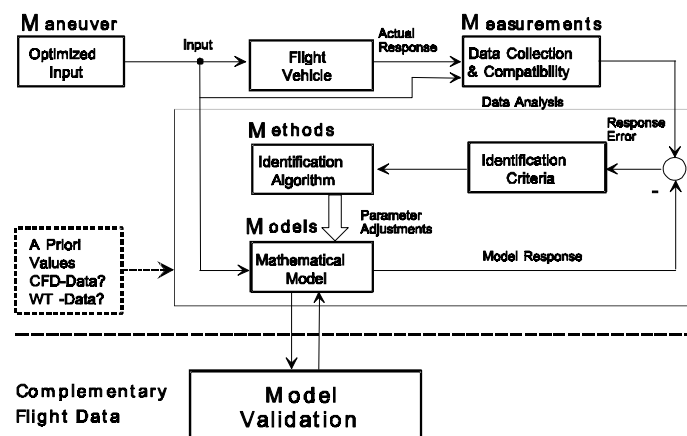 Maneuver
Optimized
Input
Input
Flight
Vehicle
Actual
Response
Measurements
Data Collection
& Compatibility
Data Analysis
Response
Error
-
Methods
Identification
Algorithm
Identification
Criteria
Parameter
Adjustments
Models
Mathematical
Model
Model Response
A Priori
Values
CFD-Data?
WT -Data?
Complementary
Flight Data
Model
Validation